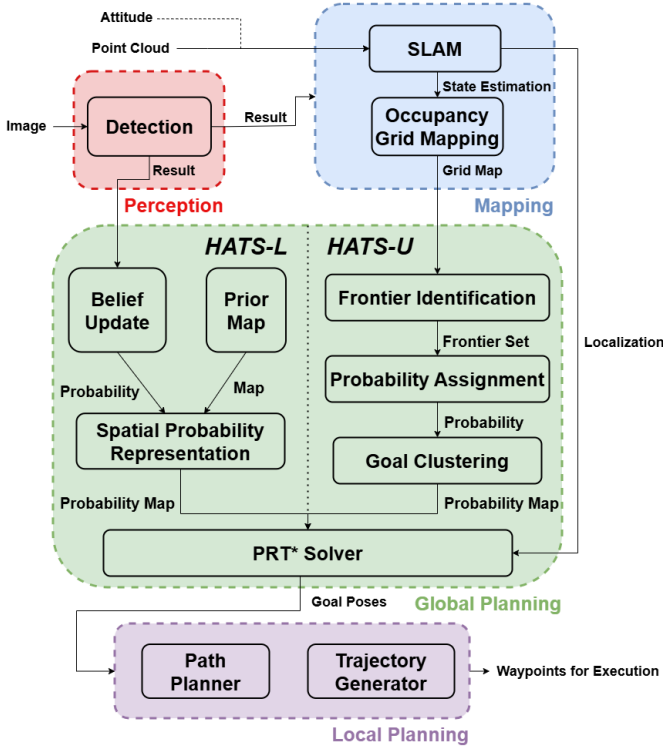 Attitude
Point Cloud
SLAM
State Estimation
Image
Detection
Result
Occupancy
Grid Mapping
Result
Grid Map
Perception
Mapping
HATS-L
HATS-U
Belief
Update
Prior
Map
Frontier Identification
Frontier Set
Localization
Probability
Map
Probability Assignment
Probability
Spatial Probability
Representation
Goal Clustering
Probability Map
Probability Map
PRT* Solver
Goal Poses
Global Planning
Path
Planner
Trajectory
Generator
Waypoints for Execution
Local Planning